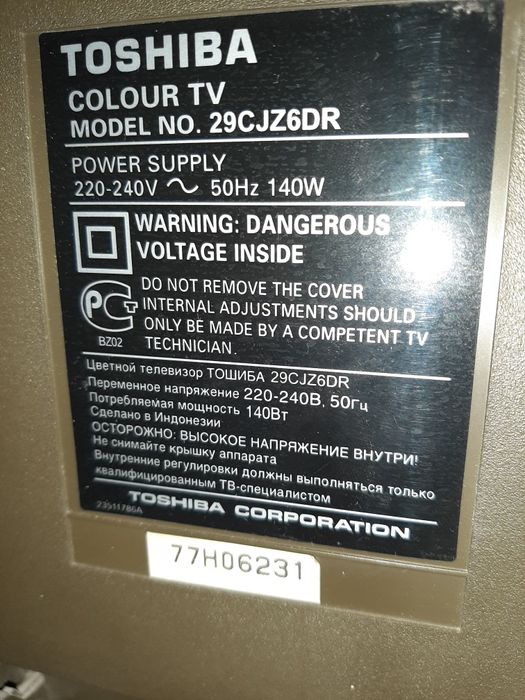 TOSHIBA
COLOUR TV
MODEL NO. 29CJZ6DR
POWER SUPPLY
220-240V ~ 50Hz 140W
WARNING: DANGEROUS
VOLTAGE INSIDE
DO NOT REMOVE THE COVER
INTERNAL ADJUSTMENTS SHOULD
ONLY BE MADE BY A COMPETENT TV
TECHNICIAN.
РСТ
BZ02
Цветной телевизор ТОШИБА 29CJZ6DR
Переменное напряжение 220-240В, 50Гц
Потребляемая мощность 140Вт
Сделано в Индонезии
ОСТОРОЖНО: ВЫСОКОЕ НАПРЯЖЕНИЕ ВНУТРИ!
Не снимайте крышку аппарата
Внутренние регулировки должны выполняться только
квалифицированным ТВ-специалистом
23511786A
TOSHIBA CORPORATION
77H06231